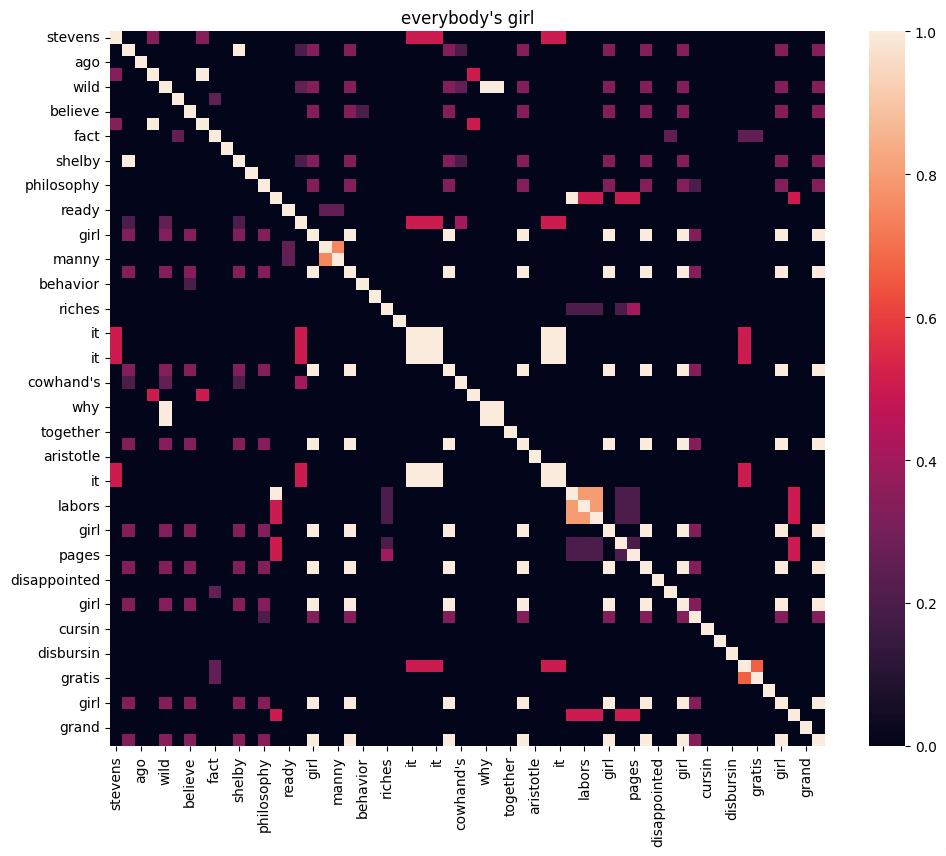 everybody's girl
stevens
ago
wild
believe
fact
shelby
philosophy
ready
girl
manny
behavior
riches
it
it
cowhand's
why
together
aristotle
it
labors
girl
pages
disappointed
girl
cursin
disbursin
gratis
girl
grand
1.0
0.8
0.6
0.4
0.2
0.0
stevens
ago
wild
believe
fact
shelby
philosophy
ready
girl
manny
behavior
riches
it
it
cowhand's
why
together
aristotle
it
labors
girl
pages
disappointed
girl
cursin
disbursin
gratis
girl
grand